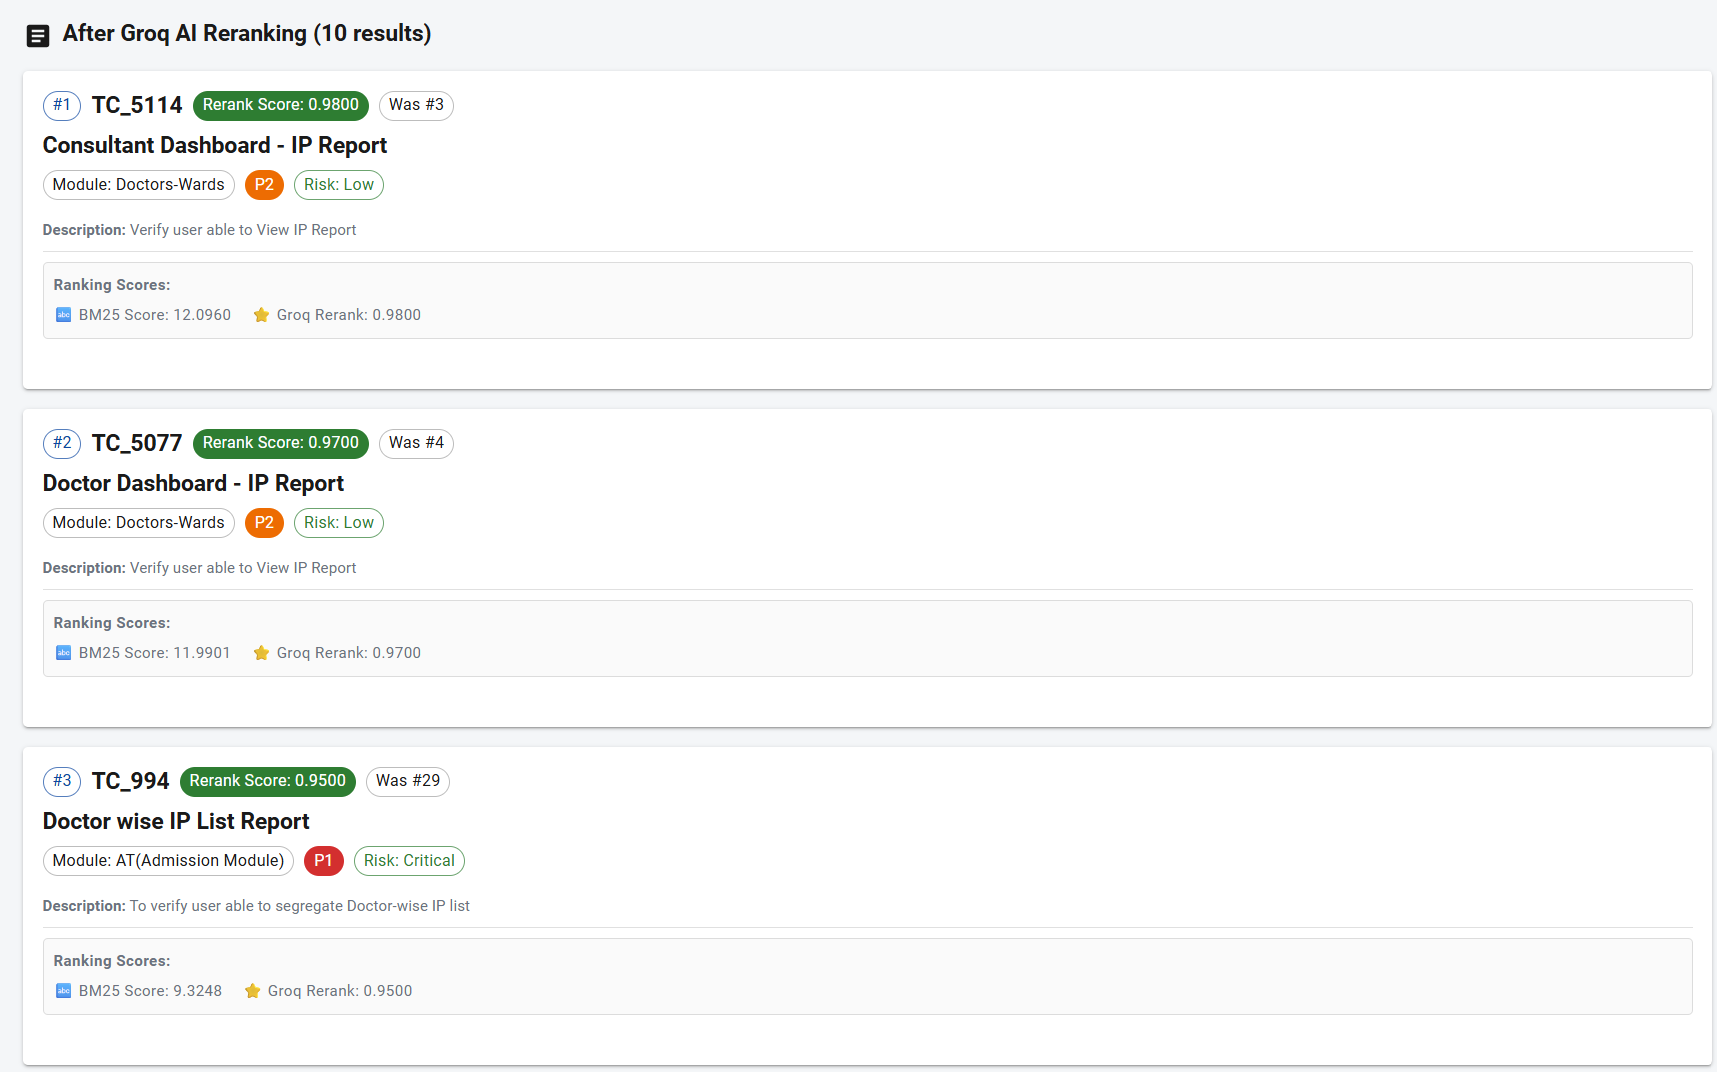 After Groq AI Reranking (10 results)
#1 TC_5114 Rerank Score: 0.9800 Was #3
Consultant Dashboard - IP Report
Module: Doctors-Wards P2 Risk: Low
Description: Verify user able to View IP Report
Ranking Scores:
abc BM25 Score: 12.0960 Groq Rerank: 0.9800
#2 TC_5077 Rerank Score: 0.9700 Was #4
Doctor Dashboard - IP Report
Module: Doctors-Wards P2 Risk: Low
Description: Verify user able to View IP Report
Ranking Scores:
abc BM25 Score: 11.9901 Groq Rerank: 0.9700
#3 TC_994 Rerank Score: 0.9500 Was #29
Doctor wise IP List Report
Module: AT(Admission Module) P1 Risk: Critical
Description: To verify user able to segregate Doctor-wise IP list
Ranking Scores:
abc BM25 Score: 9.3248 Groq Rerank: 0.9500